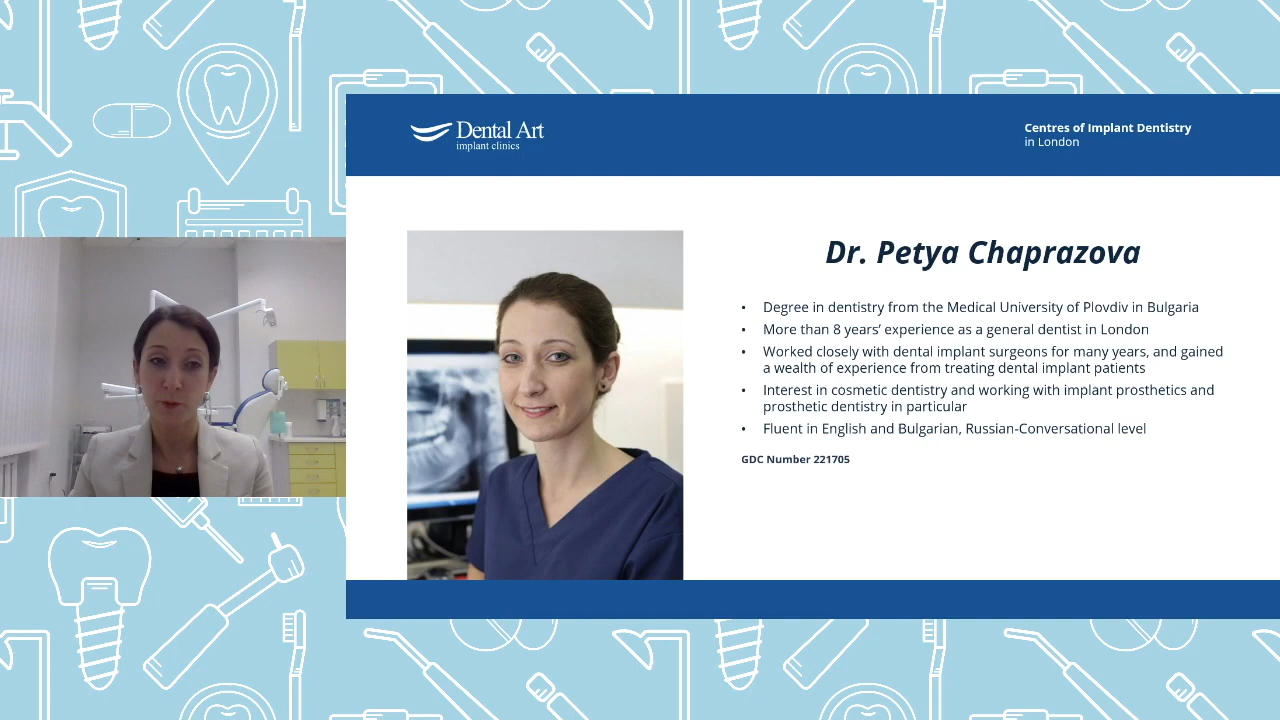 Dental Art
implant clinics
Centres of Implant Dentistry
in London
Dr. Petya Chaprazova
• Degree in dentistry from the Medical University of Plovdiv in Bulgaria
• More than 8 years’ experience as a general dentist in London
• Worked closely with dental implant surgeons for many years, and gained
a wealth of experience from treating dental implant patients
• Interest in cosmetic dentistry and working with implant prosthetics and
prosthetic dentistry in particular
• Fluent in English and Bulgarian, Russian-Conversational level
GDC Number 221705